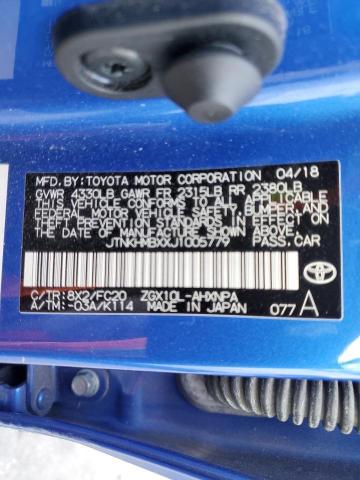 MFD. BY: TOYOTA MOTOR CORPORATION 04/18
GVWR 4330LB GAWR FR 2315LB RR 2380LB
THIS VEHICLE CONFORMS TO ALL APPLICABLE
FEDERAL MOTOR VEHICLE SAFETY, BUMPER, AND
THEFT PREVENTION STANDARDS IN EFFECT ON
THE DATE OF MANUFACTURE SHOWN ABOVE.
JTNKHMBXXJ1005779 PASS. CAR
C/TR: 8X2/FC20 ZGX10L-AHXNPA
A/TM: -03A/K114 MADE IN JAPAN 077 A
TOYOTA